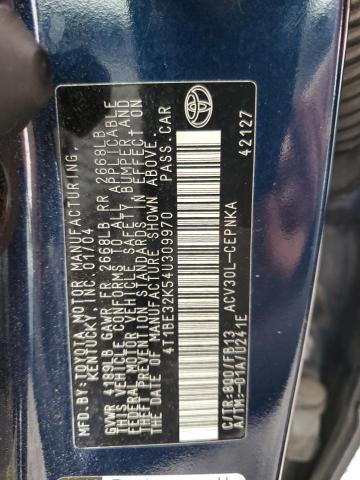 MFD.BY: TOYOTA MOTOR MANUFACTURING,
KENTUCKY, INC. 01/04
GVWR 4189LB GAWR FR 2668LB RR 2668LB
THIS VEHICLE CONFORMS TO ALL APPLICABLE
FEDERAL MOTOR VEHICLE SAFETY, BUMPER AND
THEFT PREVENTION STANDARDS IN EFFECT ON
THE DATE OF MANUFACTURE SHOWN ABOVE.
4T1BE32K54U309970 PASS.CAR
C/TR:8Q0/FB13 ACV30L-CEPNKA
A/TM:-01A/U241E 42127